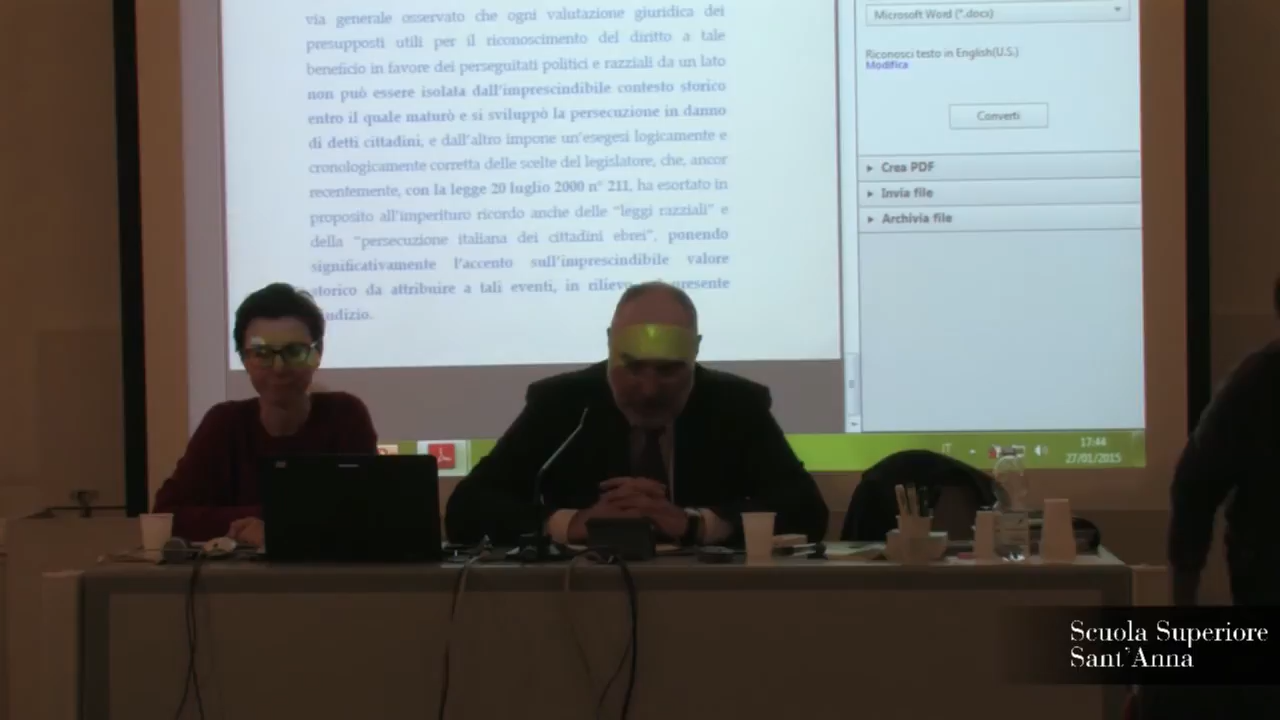 via generale osservato che ogni valutazione giuridica dei
presupposti utili per il riconoscimento del diritto a tale
beneficio in favore dei perseguitati politici e razziali da un lato
non può essere isolata dall'imprescindibile contesto storico
entro il quale maturò e si sviluppò la persecuzione in danno
di detti cittadini, e dall'altro impone un'esegesi logicamente e
cronologicamente corretta delle scelte del legislatore, che, ancor
recentemente, con la legge 20 luglio 2000 n° 211, ha esortato in
proposito all'imperituro ricordo anche delle "leggi razziali" e
della "persecuzione italiana dei cittadini ebrei", ponendo
significativamente l'accento sull'imprescindibile valore
storico da attribuire a tali eventi, in
Microsoft Word (*.docx)
Riconosci testo in English(U.S.)
Modifica
Converti
Crea PDF
Invia file
Archivia file
IT
17:44
27/01/2015
Scuola Superiore
Sant'Anna